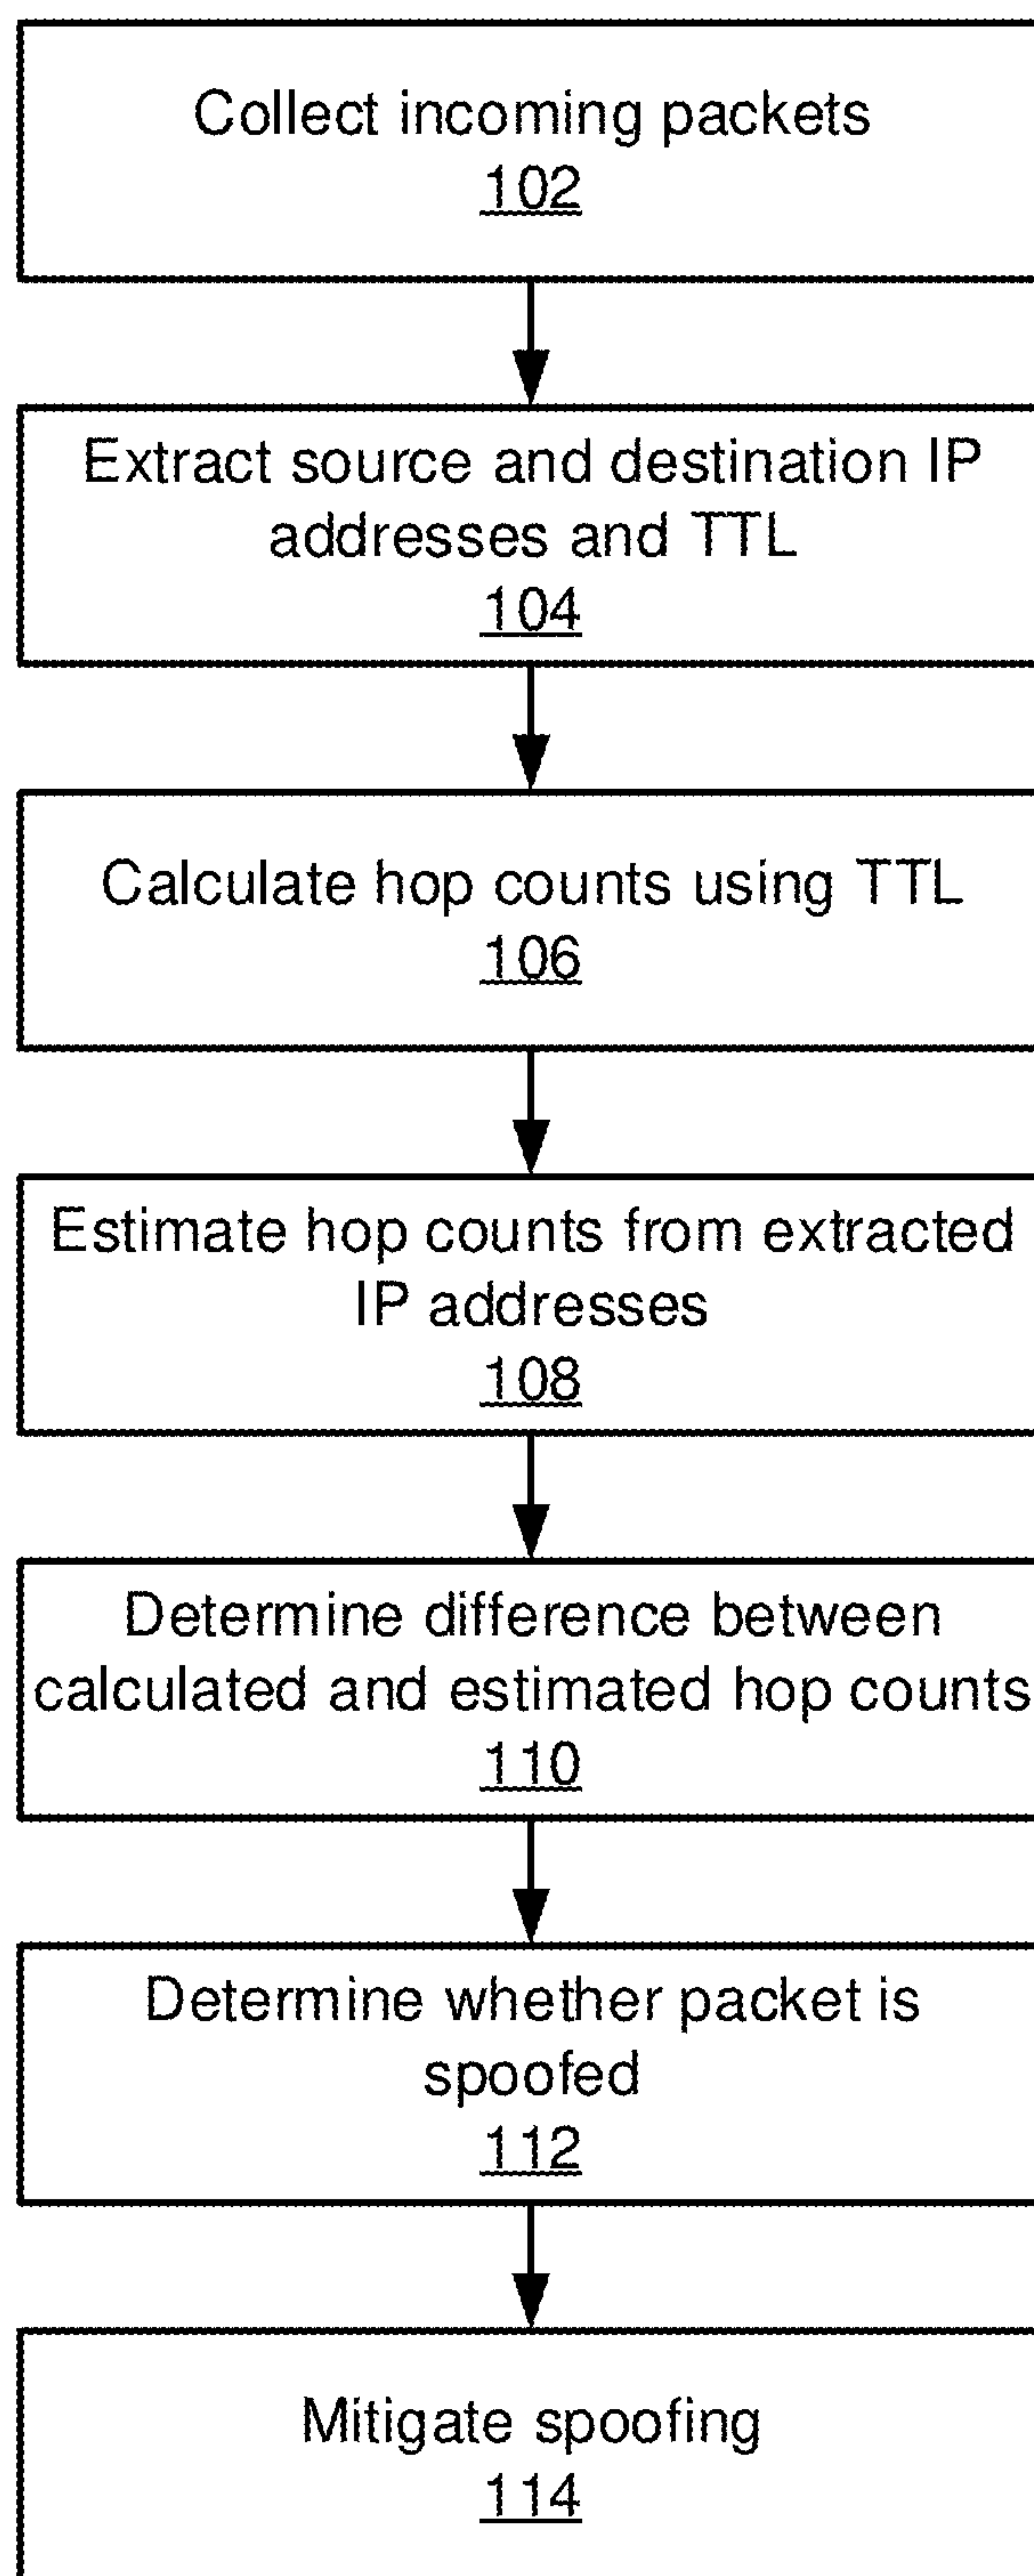 Collect incoming packets
102
Extract source and destination IP
addresses and TTL
104
Calculate hop counts using TTL
106
Estimate hop counts from extracted
IP addresses
108
Determine difference between
calculated and estimated hop counts
110
Determine whether packet is
spoofed
112
Mitigate spoofing
114